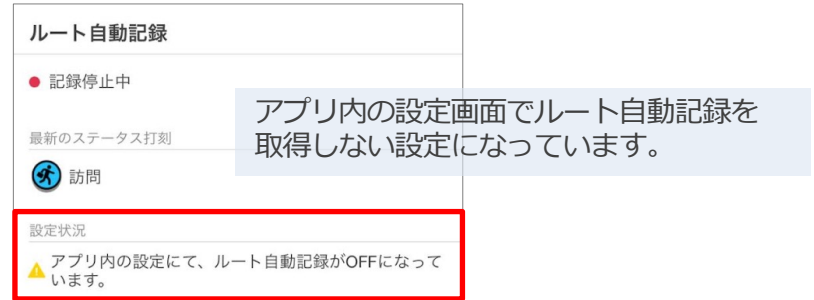 ルート自動記録
記録停止中
アプリ内の設定画面でルート自動記録を
取得しない設定になっています。
最新のステータス打刻
訪問
設定状況
アプリ内の設定にて、ルート自動記録がOFFになって
います。